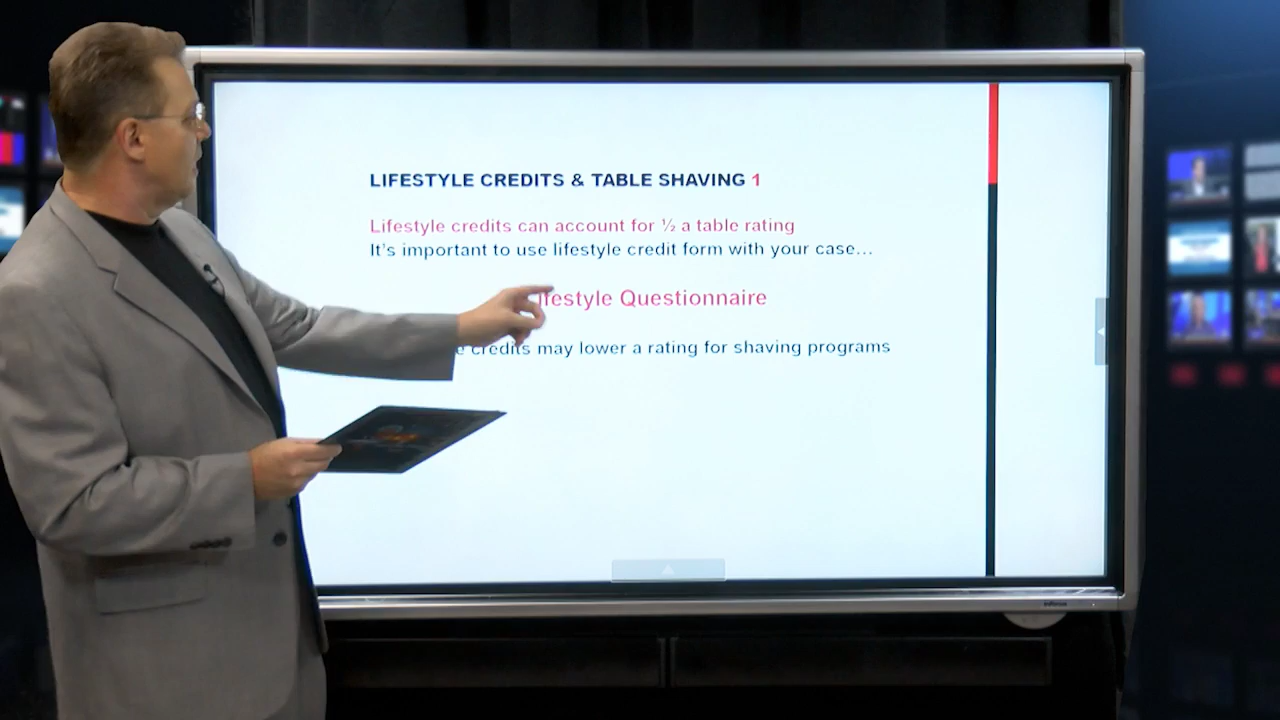 LIFESTYLE CREDITS & TABLE SHAVING 1
Lifestyle credits can account for ½ a table rating
It's important to use lifestyle credit form with your case...
Lifestyle Questionnaire
credits may lower a rating for shaving programs